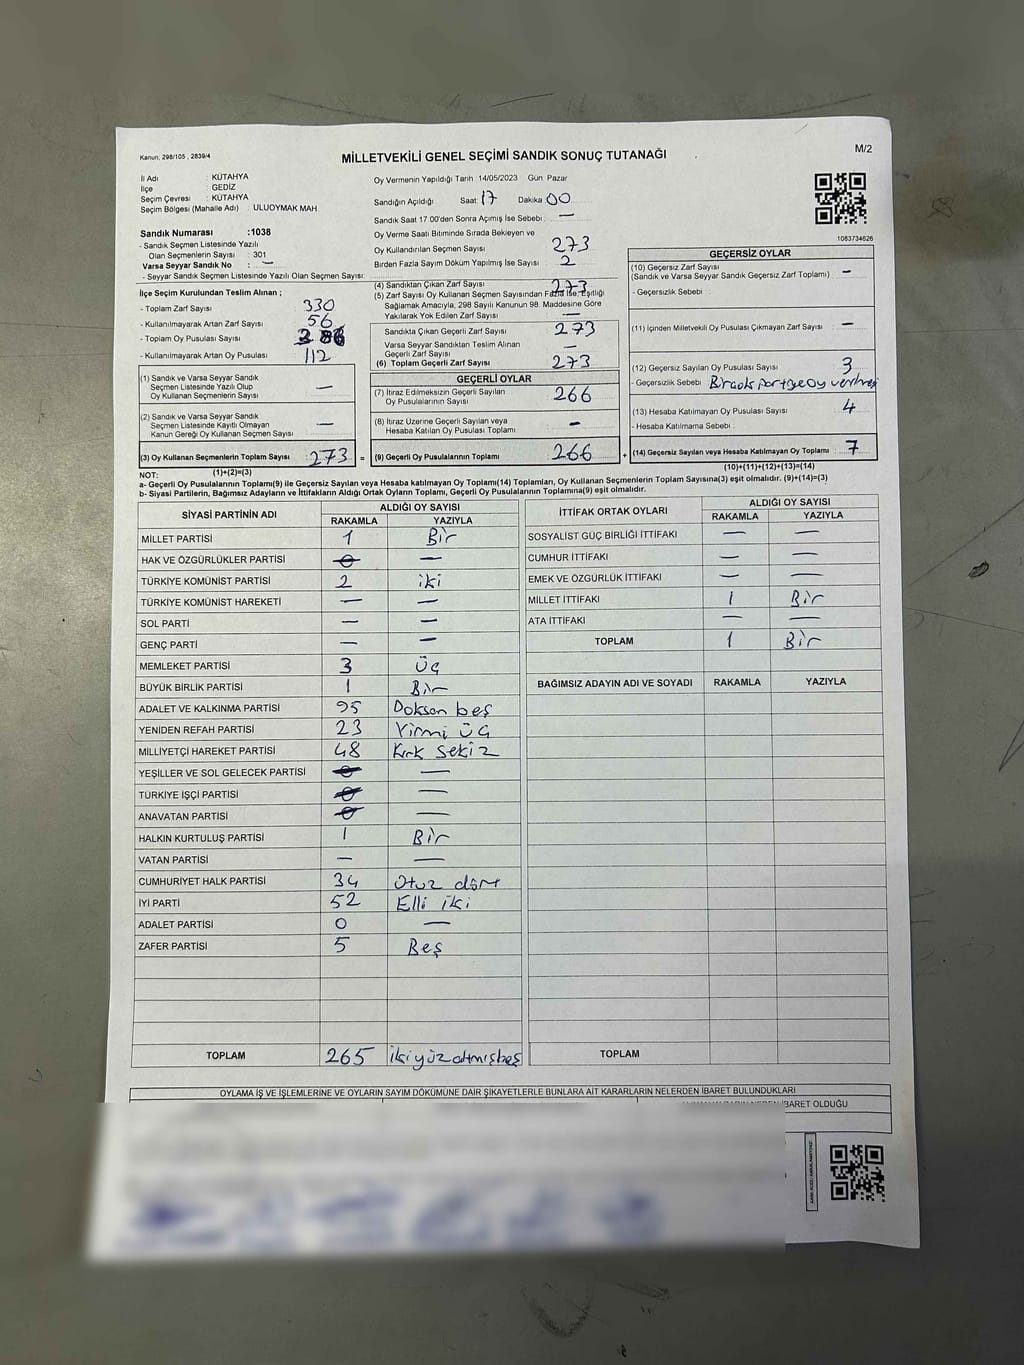 Kanun: 298/105 , 2839/4
MİLLETVEKİLİ GENEL SEÇİMİ SANDIK SONUÇ TUTANAĞI
M/2
İl Adı : KÜTAHYA
İlçe : GEDİZ
Seçim Çevresi : KÜTAHYA
Seçim Bölgesi (Mahalle Adı) : ULUOYMAK MAH.
Sandık Numarası :1038
- Sandık Seçmen Listesinde Yazılı
Olan Seçmenlerin Sayısı : 301
Varsa Seyyar Sandık No : —
- Seyyar Sandık Seçmen Listesinde Yazılı Olan Seçmen Sayısı:
Oy Vermenin Yapıldığı Tarih :14/05/2023 Gün: Pazar
Sandığın Açıldığı Saat 17 Dakika 00
Sandık Saat 17.00'den Sonra Açımış İse Sebebi : —
Oy Verme Saati Bitiminde Sırada Bekleyen ve
Oy Kullandırılan Seçmen Sayısı 273
Birden Fazla Sayım Döküm Yapılmış İse Sayısı 2
1063734626
İlçe Seçim Kurulundan Teslim Alınan ;
- Toplam Zarf Sayısı 330
- Kullanılmayarak Artan Zarf Sayısı 56
- Toplam Oy Pusulası Sayısı
- Kullanılmayarak Artan Oy Pusulası 112
(4) Sandıktan Çıkan Zarf Sayısı 273
(5) Zarf Sayısı Oy Kullanan Seçmen Sayısından Fazla İse, Eşitliği
Sağlamak Amacıyla, 298 Sayılı Kanunun 98. Maddesine Göre
Yakılarak Yok Edilen Zarf Sayısı : —
Sandıkta Çıkan Geçerli Zarf Sayısı 273
Varsa Seyyar Sandıktan Teslim Alınan
Geçerli Zarf Sayısı —
(6) Toplam Geçerli Zarf Sayısı 273
GEÇERSİZ OYLAR
(10) Geçersiz Zarf Sayısı
(Sandık ve Varsa Seyyar Sandık Geçersiz Zarf Toplamı) : —
- Geçersizlik Sebebi :
(11) İçinden Milletvekili Oy Pusulası Çıkmayan Zarf Sayısı : —
(12) Geçersiz Sayılan Oy Pusulası Sayısı : 3
- Geçersizlik Sebebi
(13) Hesaba Katılmayan Oy Pusulası Sayısı : 4
- Hesaba Katılmama Sebebi :
(14) Geçersiz Sayılan veya Hesaba Katılmayan Oy Toplamı : 7
(10)+(11)+(12)+(13)=(14)
(1) Sandık ve Varsa Seyyar Sandık
Seçmen Listesinde Yazılı Olup
Oy Kullanan Seçmenlerin Sayısı —
(2) Sandık ve Varsa Seyyar Sandık
Seçmen Listesinde Kayıtlı Olmayan
Kanun Gereği Oy Kullanan Seçmen Sayısı —
(3) Oy Kullanan Seçmenlerin Toplam Sayısı : 273 =
(1)+(2)=(3)
GEÇERLİ OYLAR
(7) İtiraz Edilmeksizin Geçerli Sayılan
Oy Pusulalarının Sayısı 266
(8) İtiraz Üzerine Geçerli Sayılan veya
Hesaba Katılan Oy Pusulası Toplamı : —
(9) Geçerli Oy Pusulalarının Toplamı : 266 +
NOT:
a- Geçerli Oy Pusulalarının Toplamı(9) ile Geçersiz Sayılan veya Hesaba katılmayan Oy Toplamı(14) Toplamları, Oy Kullanan Seçmenlerin Toplam Sayısına(3) eşit olmalıdır. (9)+(14)=(3)
b- Siyasi Partilerin, Bağımsız Adayların ve İttifakların Aldığı Ortak Oyların Toplamı, Geçerli Oy Pusulalarının Toplamına(9) eşit olmalıdır.
SİYASİ PARTİNİN ADI ALDIĞI OY SAYISI
RAKAMLA YAZIYLA
MİLLET PARTİSİ 1 Bir
HAK VE ÖZGÜRLÜKLER PARTİSİ 0 —
TÜRKİYE KOMÜNİST PARTİSİ 2 iki
TÜRKİYE KOMÜNİST HAREKETİ — —
SOL PARTİ — —
GENÇ PARTİ — —
MEMLEKET PARTİSİ 3 Üç
BÜYÜK BİRLİK PARTİSİ 1 Bir
ADALET VE KALKINMA PARTİSİ 95 Doksan beş
YENİDEN REFAH PARTİSİ 23 Yirmi üç
MİLLİYETÇİ HAREKET PARTİSİ 48 Kırk sekiz
YEŞİLLER VE SOL GELECEK PARTİSİ 0 —
TÜRKİYE İŞÇİ PARTİSİ 0 —
ANAVATAN PARTİSİ 0 —
HALKIN KURTULUŞ PARTİSİ 1 Bir
VATAN PARTİSİ — —
CUMHURİYET HALK PARTİSİ 34 Otuz dört
İYİ PARTİ 52 Elli iki
ADALET PARTİSİ 0 —
ZAFER PARTİSİ 5 Beş
TOPLAM 265 ikiyüzaltmışbeş
İTTİFAK ORTAK OYLARI ALDIĞI OY SAYISI
RAKAMLA YAZIYLA
SOSYALİST GÜÇ BİRLİĞİ İTTİFAKI — —
CUMHUR İTTİFAKI — —
EMEK VE ÖZGÜRLÜK İTTİFAKI — —
MİLLET İTTİFAKI 1 Bir
ATA İTTİFAKI — —
TOPLAM 1 Bir
BAĞIMSIZ ADAYIN ADI VE SOYADI RAKAMLA YAZIYLA
TOPLAM
OYLAMA İŞ VE İŞLEMLERİNE VE OYLARIN SAYIM DÖKÜMÜNE DAİR ŞİKAYETLERLE BUNLARA AİT KARARLARIN NELERDEN İBARET BULUNDUKLARI
İBARET OLDUĞU